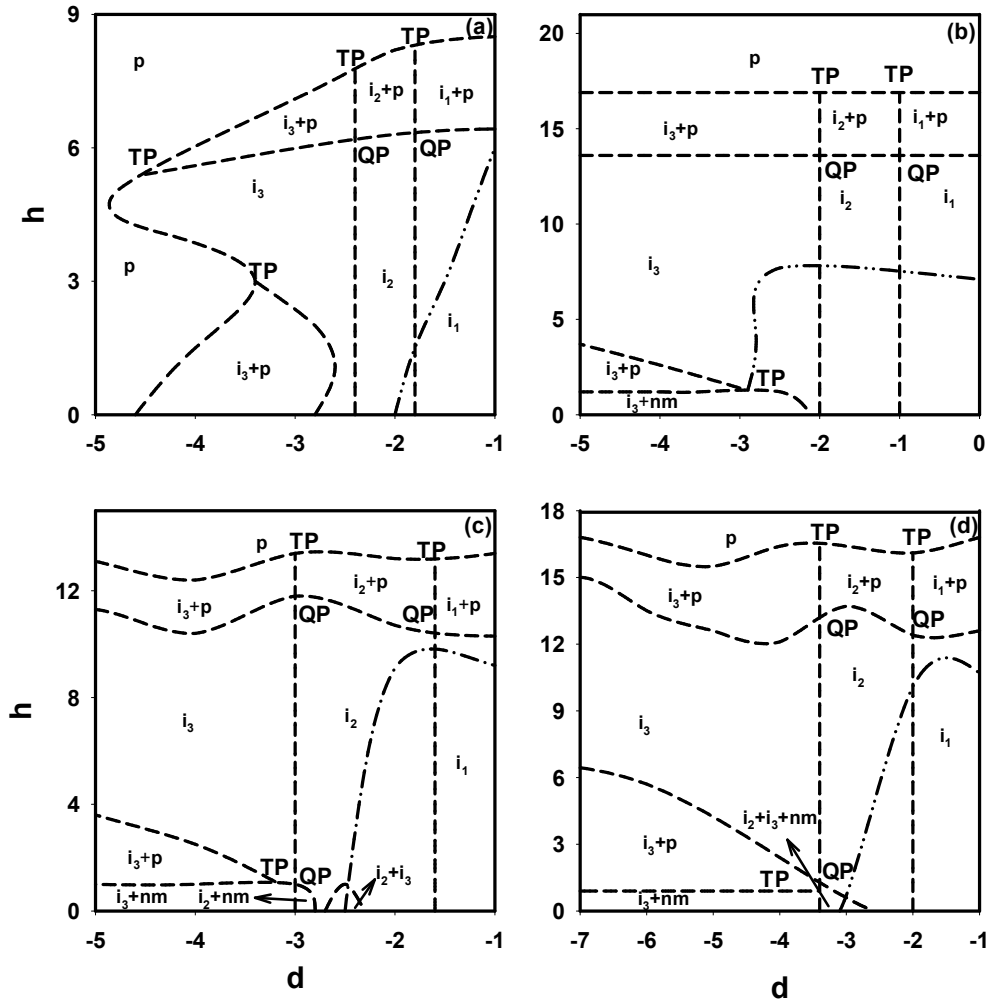 (a)
9
6
3
0
h
-5 -4 -3 -2 -1
p
TP
TP
i₂+p
i₁+p
i₃+p
TP
QP
QP
i₃
p
TP
i₂
i₁
i₃+p
(b)
20
15
10
5
0
-5 -4 -3 -2 -1 0
p
TP
TP
i₃+p
i₂+p
i₁+p
QP
QP
i₂
i₁
i₃
i₃+p
TP
i₃+nm
(c)
12
8
4
0
h
-5 -4 -3 -2 -1
d
p
TP
TP
i₃+p
i₂+p
i₁+p
QP
QP
i₃
i₂
i₁
i₃+p
TP
QP
i₂+i₃
i₃+nm
i₂+nm
(d)
18
15
12
9
6
3
0
-7 -6 -5 -4 -3 -2 -1
d
p
TP
TP
i₃+p
i₂+p
i₁+p
QP
QP
i₂
i₃
i₁
i₂+i₃+nm
i₃+p
QP
TP
i₃+nm